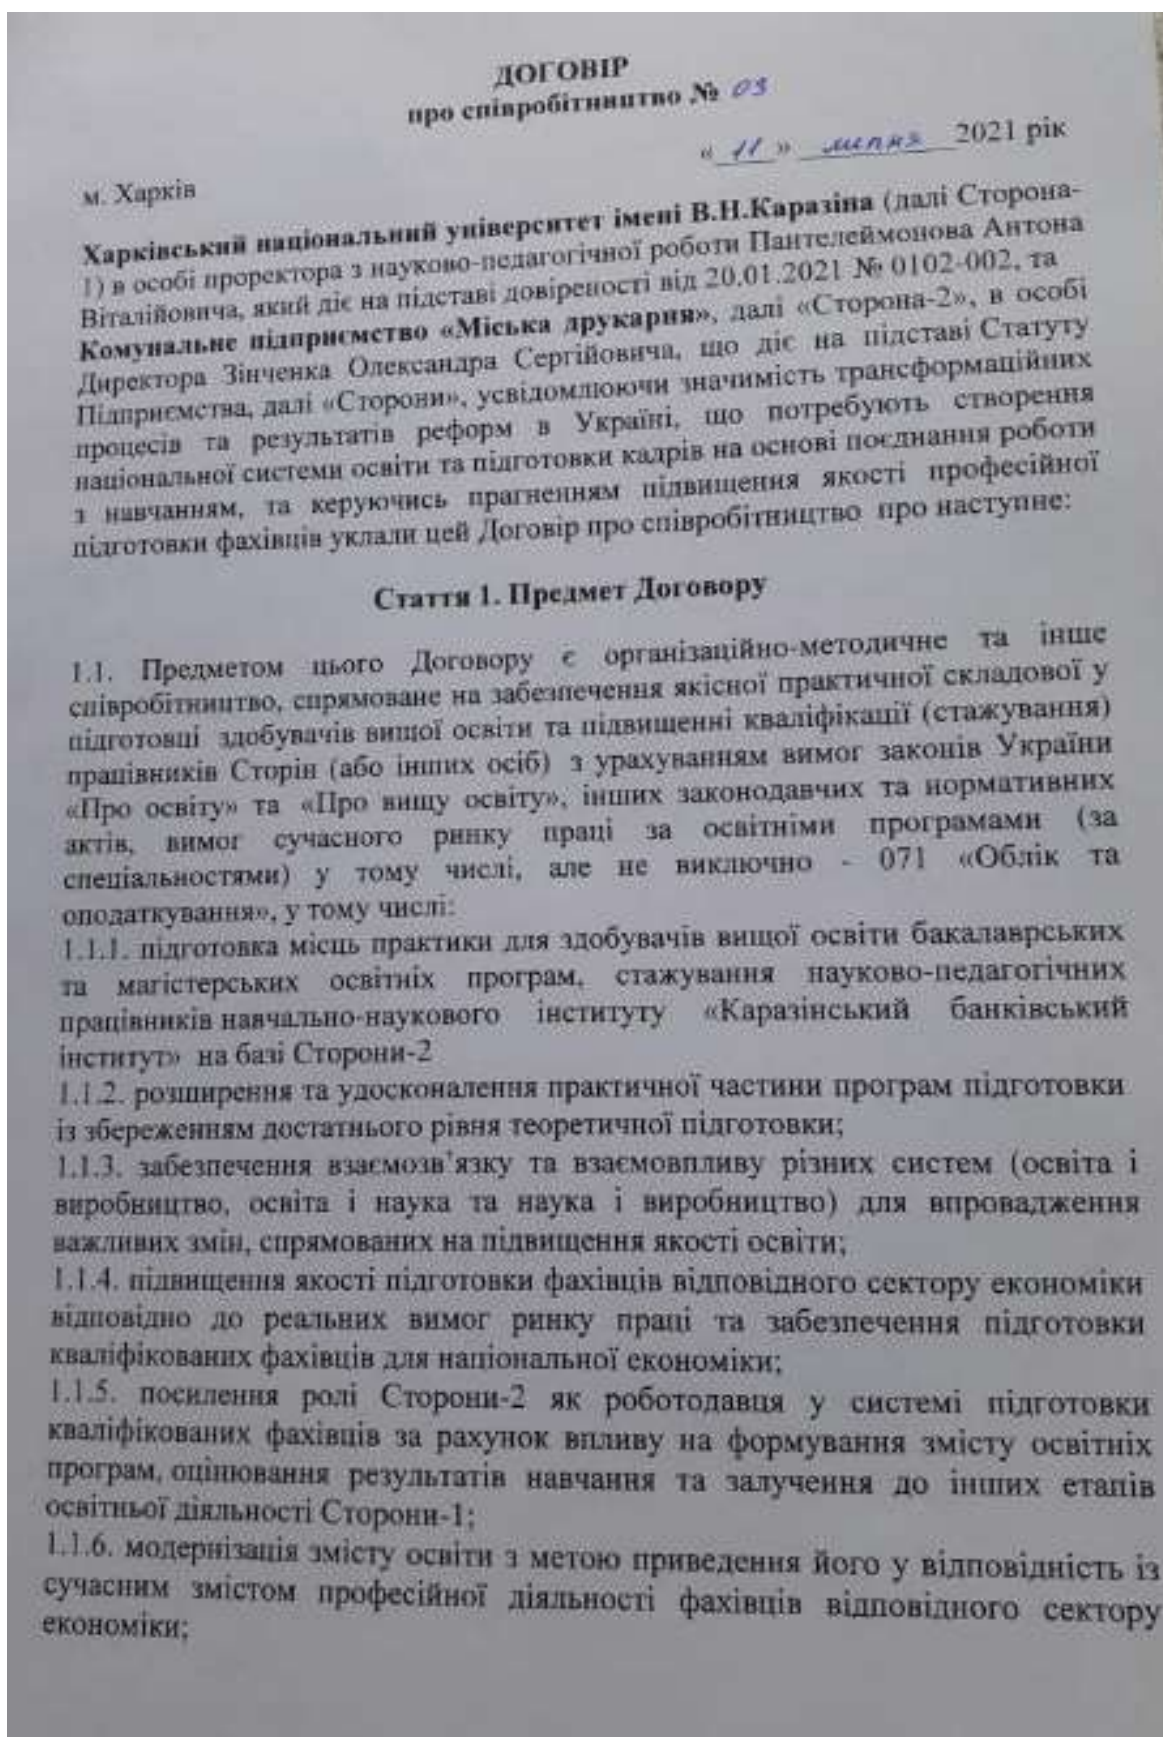 ДОГОВІР
про співробітництво № 03
« 11 » липня 2021 рік
м. Харків
Харківський національний університет імені В.Н.Каразіна (далі Сторона-
1) в особі проректора з науково-педагогічної роботи Пантелеймонова Антона
Віталійовича, який діє на підставі довіреності від 20.01.2021 № 0102-002, та
Комунальне підприємство «Міська друкарня», далі «Сторона-2», в особі
Директора Зінченка Олександра Сергійовича, що діє на підставі Статуту
Підприємства, далі «Сторони», усвідомлюючи значимість трансформаційних
процесів та результатів реформ в Україні, що потребують створення
національної системи освіти та підготовки кадрів на основі поєднання роботи
з навчанням, та керуючись прагненням підвищення якості професійної
підготовки фахівців уклали цей Договір про співробітництво про наступне:
Стаття 1. Предмет Договору
1.1. Предметом цього Договору є організаційно-методичне та інше
співробітництво, спрямоване на забезпечення якісної практичної складової у
підготовці здобувачів вищої освіти та підвищенні кваліфікації (стажування)
працівників Сторін (або інших осіб) з урахуванням вимог законів України
«Про освіту» та «Про вищу освіту», інших законодавчих та нормативних
актів, вимог сучасного ринку праці за освітніми програмами (за
спеціальностями) у тому числі, але не виключно - 071 «Облік та
оподаткування», у тому числі:
1.1.1. підготовка місць практики для здобувачів вищої освіти бакалаврських
та магістерських освітніх програм, стажування науково-педагогічних
працівників навчально-наукового інституту «Каразінський банківський
інститут» на базі Сторони-2
1.1.2. розширення та удосконалення практичної частини програм підготовки
із збереженням достатнього рівня теоретичної підготовки;
1.1.3. забезпечення взаємозв'язку та взаємовпливу різних систем (освіта і
виробництво, освіта і наука та наука і виробництво) для впровадження
важливих змін, спрямованих на підвищення якості освіти;
1.1.4. підвищення якості підготовки фахівців відповідного сектору економіки
відповідно до реальних вимог ринку праці та забезпечення підготовки
кваліфікованих фахівців для національної економіки;
1.1.5. посилення ролі Сторони-2 як роботодавця у системі підготовки
кваліфікованих фахівців за рахунок впливу на формування змісту освітніх
програм, оцінювання результатів навчання та залучення до інших етапів
освітньої діяльності Сторони-1;
1.1.6. модернізація змісту освіти з метою приведення його у відповідність із
сучасним змістом професійної діяльності фахівців відповідного сектору
економіки;